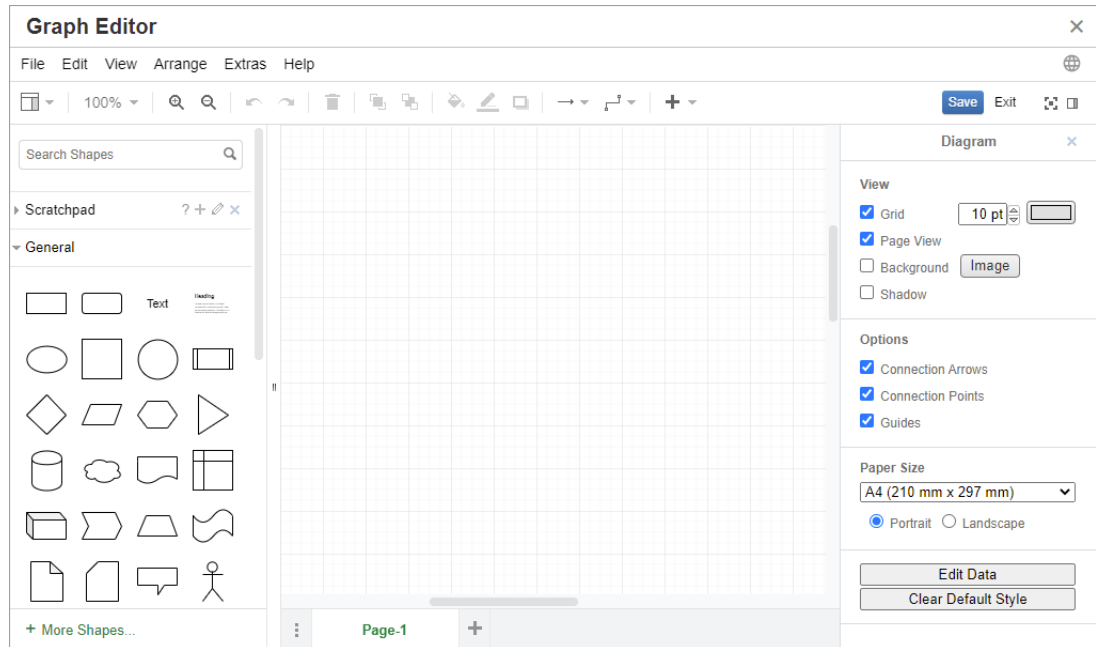 Graph Editor
File Edit View Arrange Extras Help
100%
Save Exit
Search Shapes
Scratchpad ?
General
Text
Heading
+ More Shapes...
Page-1
Diagram
View
Grid 10 pt
Page View
Background Image
Shadow
Options
Connection Arrows
Connection Points
Guides
Paper Size
A4 (210 mm x 297 mm)
Portrait Landscape
Edit Data
Clear Default Style